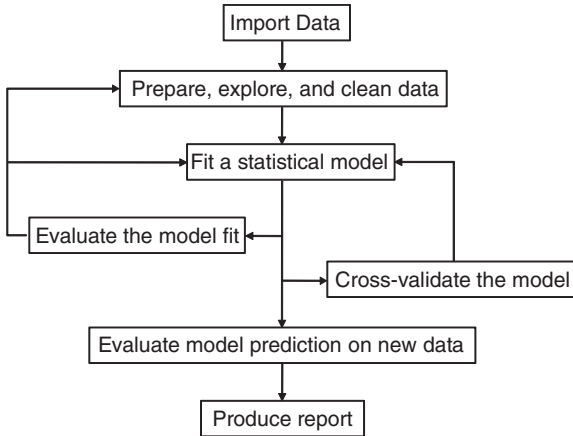 Import Data
Prepare, explore, and clean data
Fit a statistical model
Evaluate the model fit
Cross-validate the model
Evaluate model prediction on new data
Produce report